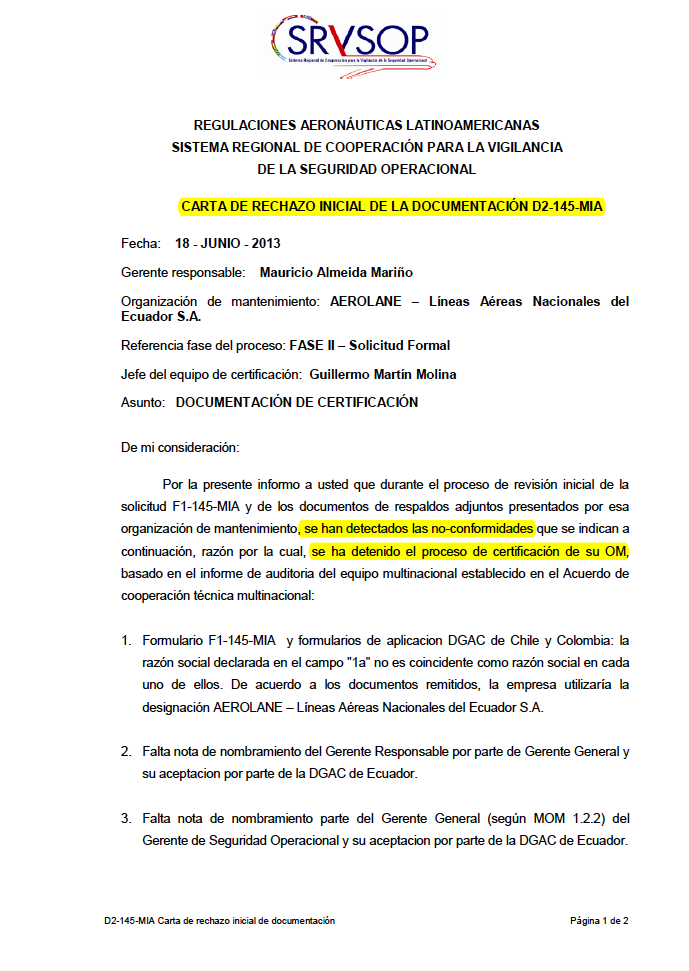 SRVSOP
Sistema Regional de Cooperación para la Vigilancia de la Seguridad Operacional
REGULACIONES AERONÁUTICAS LATINOAMERICANAS
SISTEMA REGIONAL DE COOPERACIÓN PARA LA VIGILANCIA
DE LA SEGURIDAD OPERACIONAL
CARTA DE RECHAZO INICIAL DE LA DOCUMENTACIÓN D2-145-MIA
Fecha: 18 - JUNIO - 2013
Gerente responsable: Mauricio Almeida Mariño
Organización de mantenimiento: AEROLANE – Líneas Aéreas Nacionales del
Ecuador S.A.
Referencia fase del proceso: FASE II – Solicitud Formal
Jefe del equipo de certificación: Guillermo Martín Molina
Asunto: DOCUMENTACIÓN DE CERTIFICACIÓN
De mi consideración:
Por la presente informo a usted que durante el proceso de revisión inicial de la
solicitud F1-145-MIA y de los documentos de respaldos adjuntos presentados por esa
organización de mantenimiento, se han detectados las no-conformidades que se indican a
continuación, razón por la cual, se ha detenido el proceso de certificación de su OM,
basado en el informe de auditoria del equipo multinacional establecido en el Acuerdo de
cooperación técnica multinacional:
1. Formulario F1-145-MIA y formularios de aplicacion DGAC de Chile y Colombia: la
razón social declarada en el campo "1a" no es coincidente como razón social en cada
uno de ellos. De acuerdo a los documentos remitidos, la empresa utilizaría la
designación AEROLANE – Líneas Aéreas Nacionales del Ecuador S.A.
2. Falta nota de nombramiento del Gerente Responsable por parte de Gerente General y
su aceptacion por parte de la DGAC de Ecuador.
3. Falta nota de nombramiento parte del Gerente General (según MOM 1.2.2) del
Gerente de Seguridad Operacional y su aceptacion por parte de la DGAC de Ecuador.
D2-145-MIA Carta de rechazo inicial de documentación Página 1 de 2